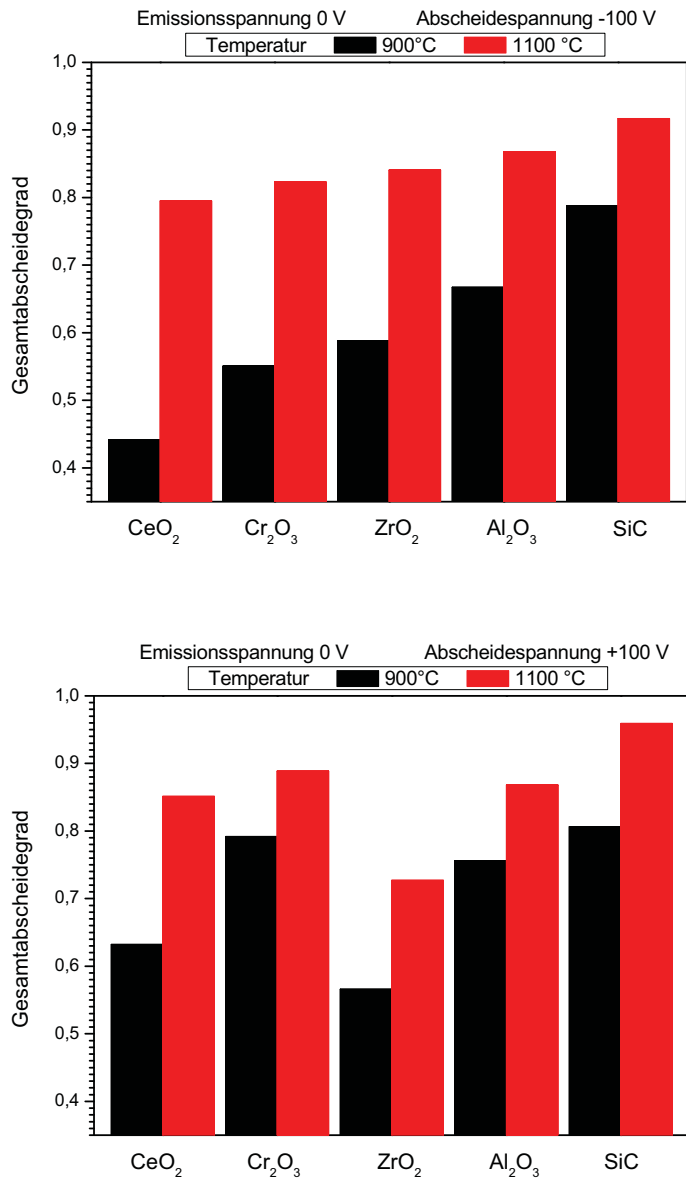 Emissionsspannung 0 V Abscheidespannung -100 V
Temperatur 900°C 1100 °C
Gesamtabscheidegrad
1,0
0,9
0,8
0,7
0,6
0,5
0,4
CeO₂ Cr₂O₃ ZrO₂ Al₂O₃ SiC
Emissionsspannung 0 V Abscheidespannung +100 V
Temperatur 900°C 1100 °C
Gesamtabscheidegrad
1,0
0,9
0,8
0,7
0,6
0,5
0,4
CeO₂ Cr₂O₃ ZrO₂ Al₂O₃ SiC